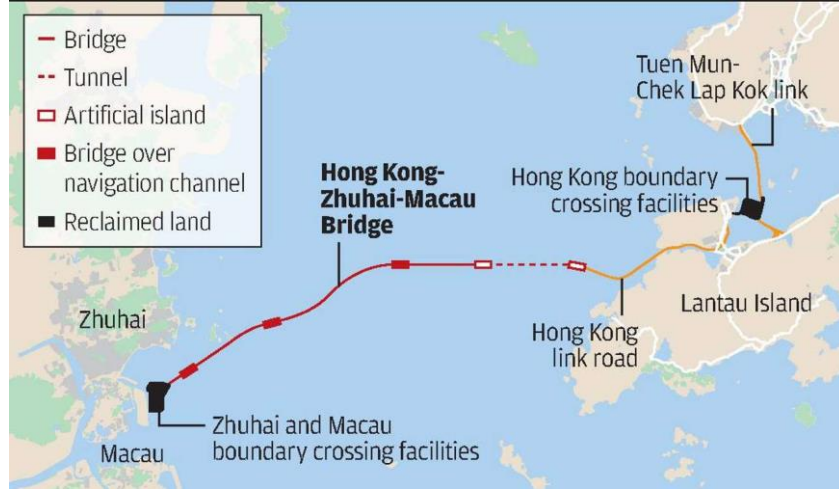 Bridge
Tunnel
Artificial island
Bridge over
navigation channel
Reclaimed land
Tuen Mun-
Chek Lap Kok link
Hong Kong-
Zhuhai-Macau
Bridge
Hong Kong boundary
crossing facilities
Zhuhai
Lantau Island
Hong Kong
link road
Macau
Zhuhai and Macau
boundary crossing facilities